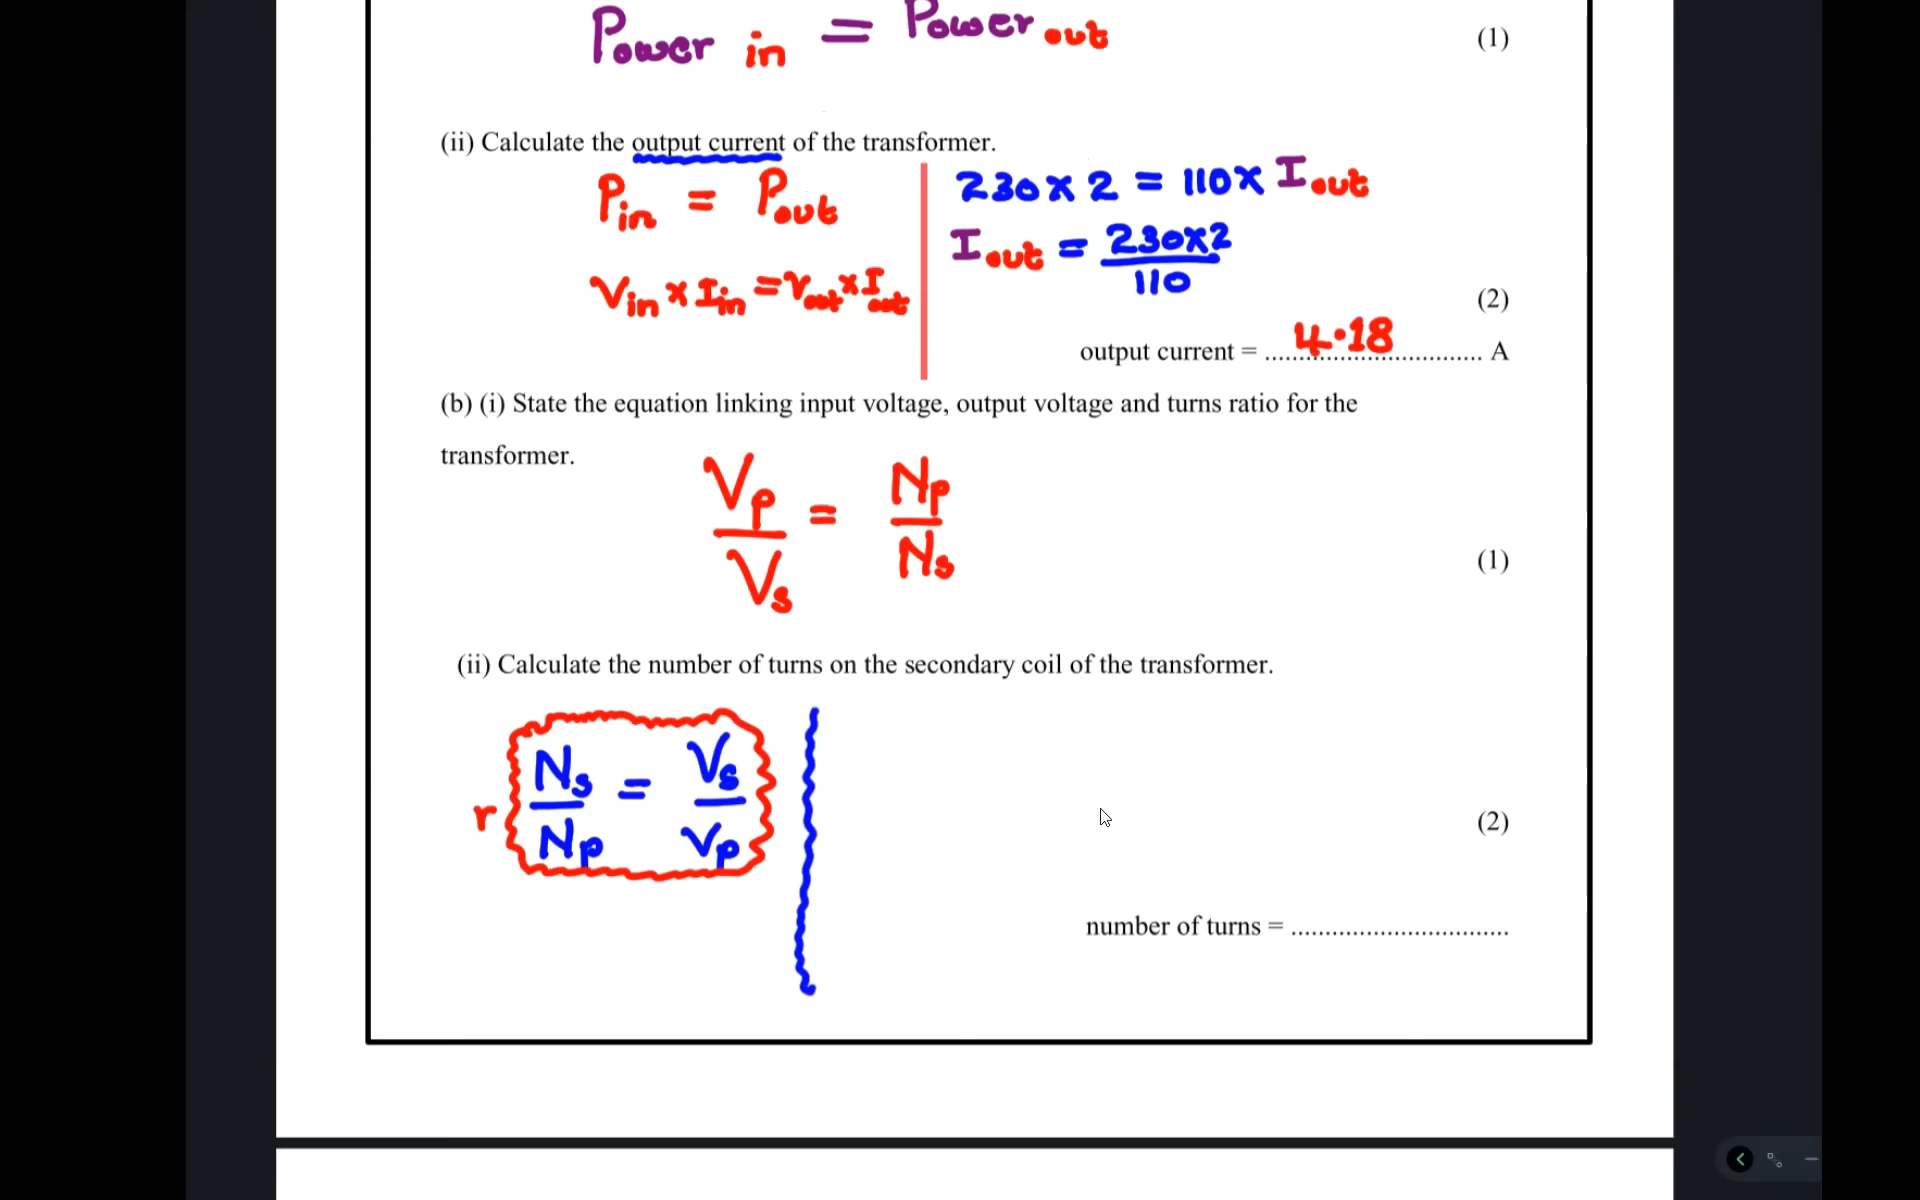 Power in = Power out
(1)
(ii) Calculate the output current of the transformer.
Pin = Pout
Vin x Iin = Vout x Iout
230 x 2 = 110 x Iout
Iout = 230x2
110
(2)
output current = 4.18 A
(b) (i) State the equation linking input voltage, output voltage and turns ratio for the
transformer.
Vp = Np
Vs Ns
(1)
(ii) Calculate the number of turns on the secondary coil of the transformer.
Ns = Vs
r Np Vp
(2)
number of turns = ................................